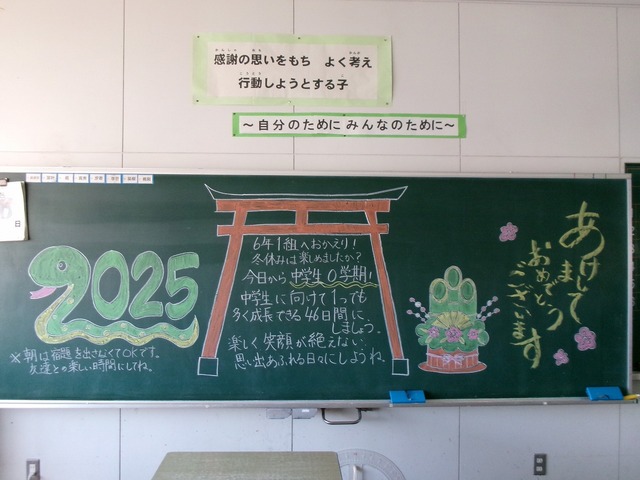 感謝の思いをもち よく考え
行動しようとする子
～自分のために みんなのために～
2025
6年1組へおかえり!
冬休みは楽しめましたか?
今日から 中学生0学期!
中学生に向けて1つでも
多く成長できる46日間に
しましょう。
楽しく笑顔が絶えない
思い出あふれる日々にしようね。
※朝は宿題を出さなくてOKです。
友達との楽しい時間にしてね。
あけまして
おめでとう
ございます
日